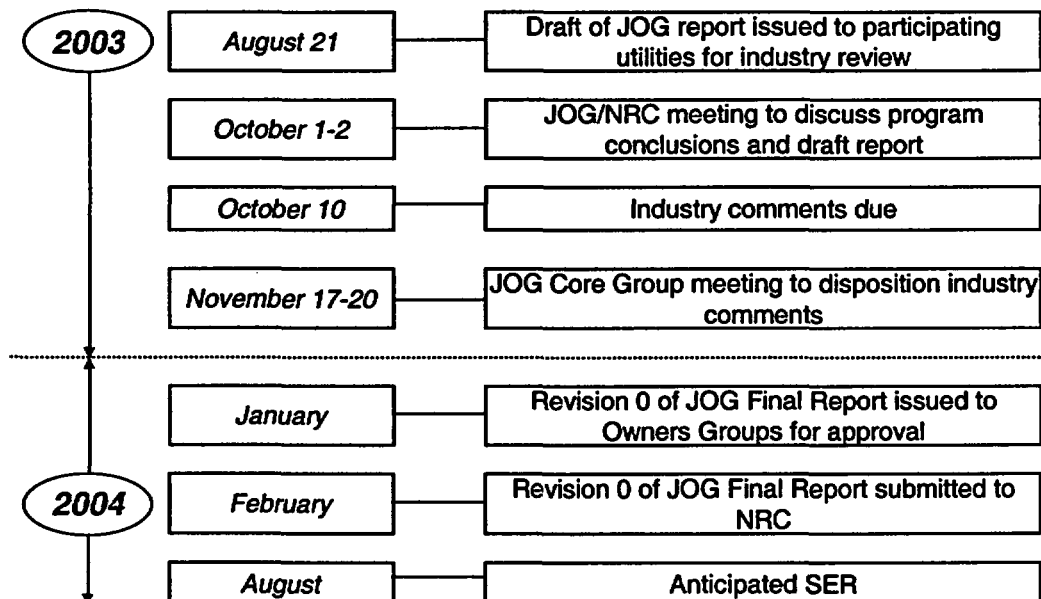 2003
August 21
Draft of JOG report issued to participating
utilities for industry review
October 1-2
JOG/NRC meeting to discuss program
conclusions and draft report
October 10
Industry comments due
November 17-20
JOG Core Group meeting to disposition industry
comments
January
Revision 0 of JOG Final Report issued to
Owners Groups for approval
2004
February
Revision 0 of JOG Final Report submitted to
NRC
August
Anticipated SER